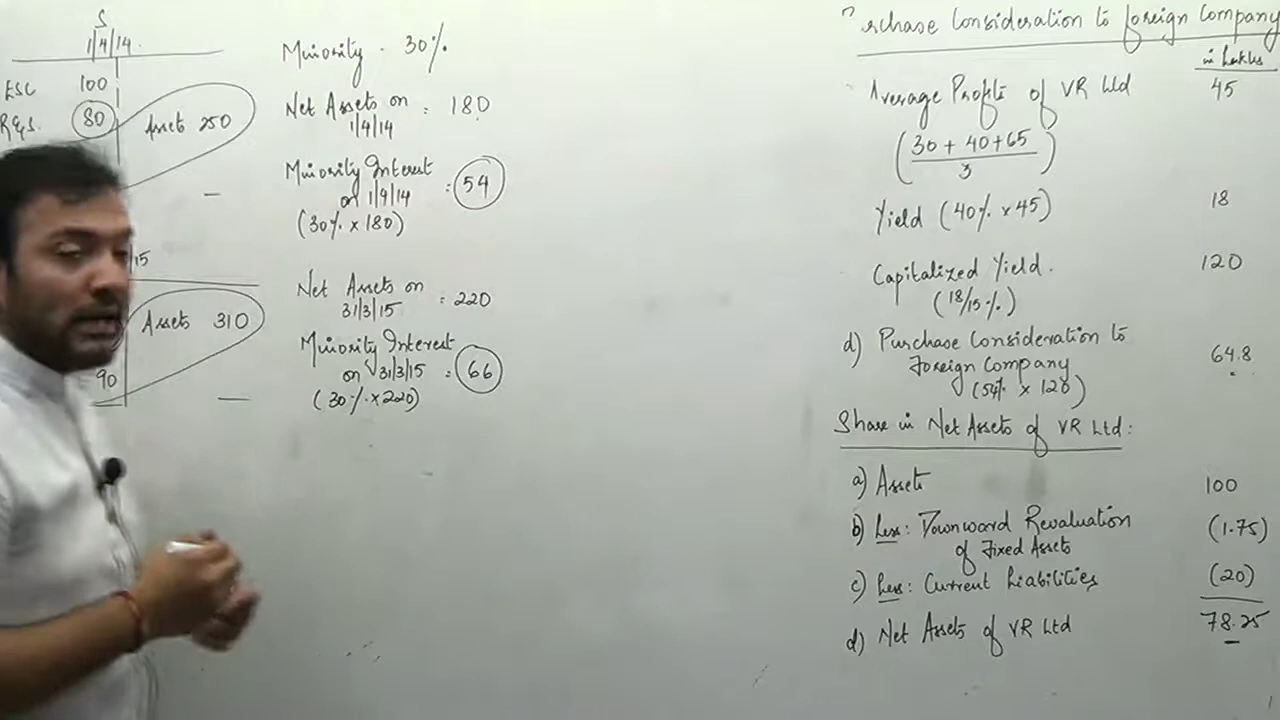 S
1/4/14.
ESC 100
R&S. 80
Assets 250
/15
Assets 310
90
Minority - 30%
Net Assets on : 180
1/4/14
Minority Interest
on 1/4/14 : 54
(30% x 180)
Net Assets on
31/3/15 : 220
Minority Interest
on 31/3/15 : 66
(30% x 220)
Purchase Consideration to foreign Company
in Lakhs
Average Profits of VR Ltd 45
(30 + 40 + 65
3)
Yield (40% x 45) 18
Capitalized Yield. 120
(18/15%)
d) Purchase Consideration to
Foreign Company 64.8
(54% x 120)
Share in Net Assets of VR Ltd:
a) Assets 100
b) Less: Downward Revaluation (1.75)
of Fixed Assets
c) Less: Current Liabilities (20)
d) Net Assets of VR Ltd 78.25